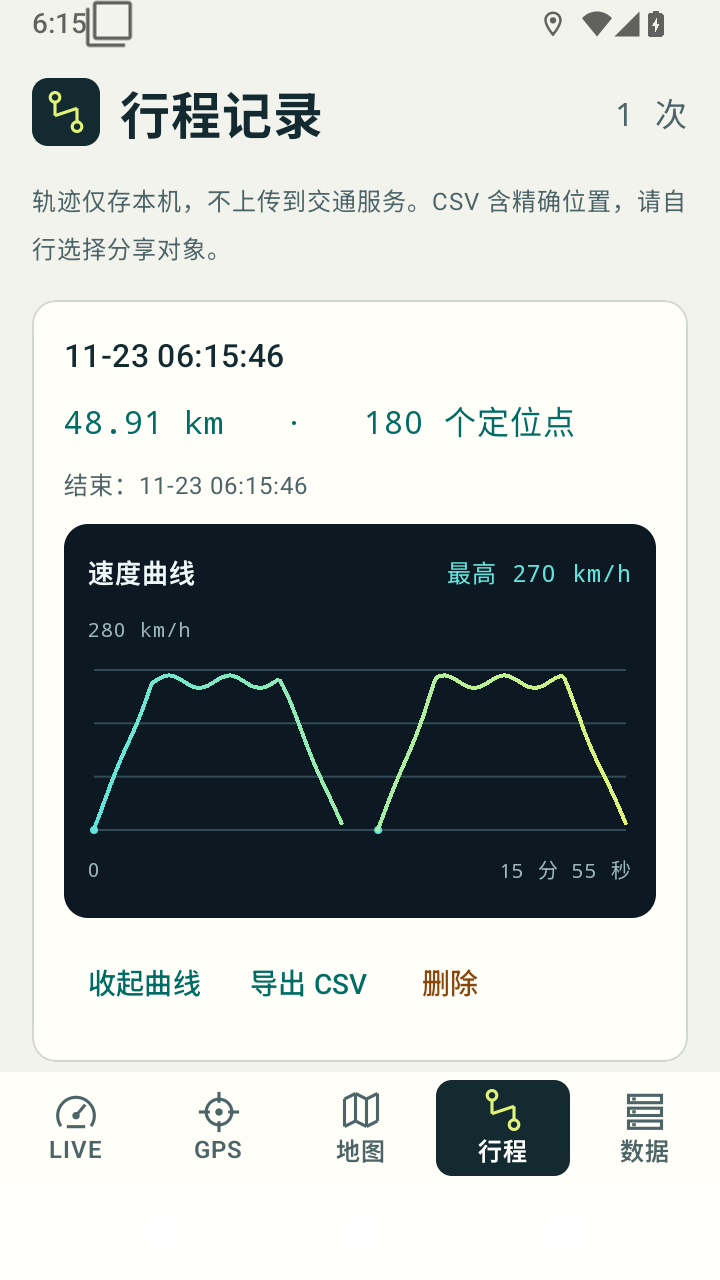 6:15
行程记录
1 次
轨迹仅存本机，不上传到交通服务。CSV 含精确位置，请自
行选择分享对象。
11-23 06:15:46
48.91 km · 180 个定位点
结束：11-23 06:15:46
速度曲线
最高 270 km/h
280 km/h
0
15 分 55 秒
收起曲线
导出 CSV
删除
LIVE
GPS
地图
行程
数据